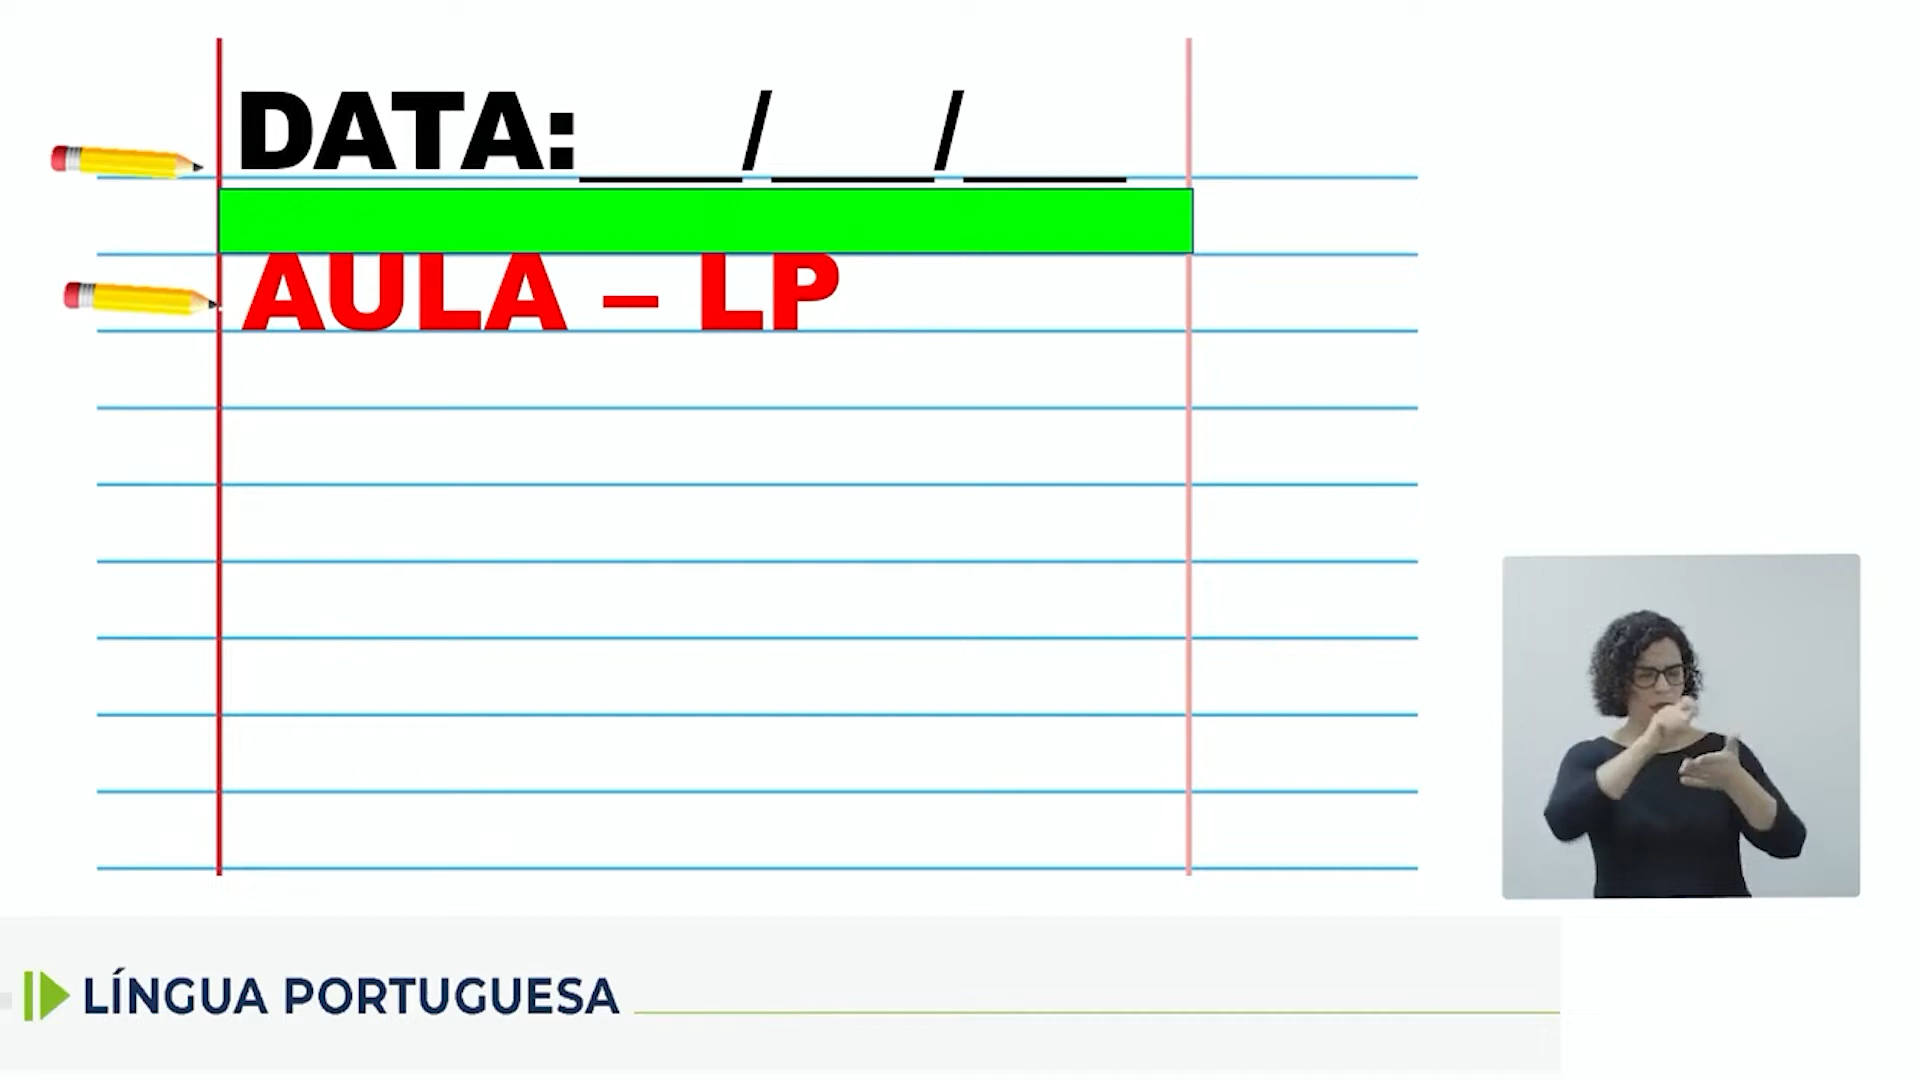 DATA:___/___/___
AULA – LP
LÍNGUA PORTUGUESA